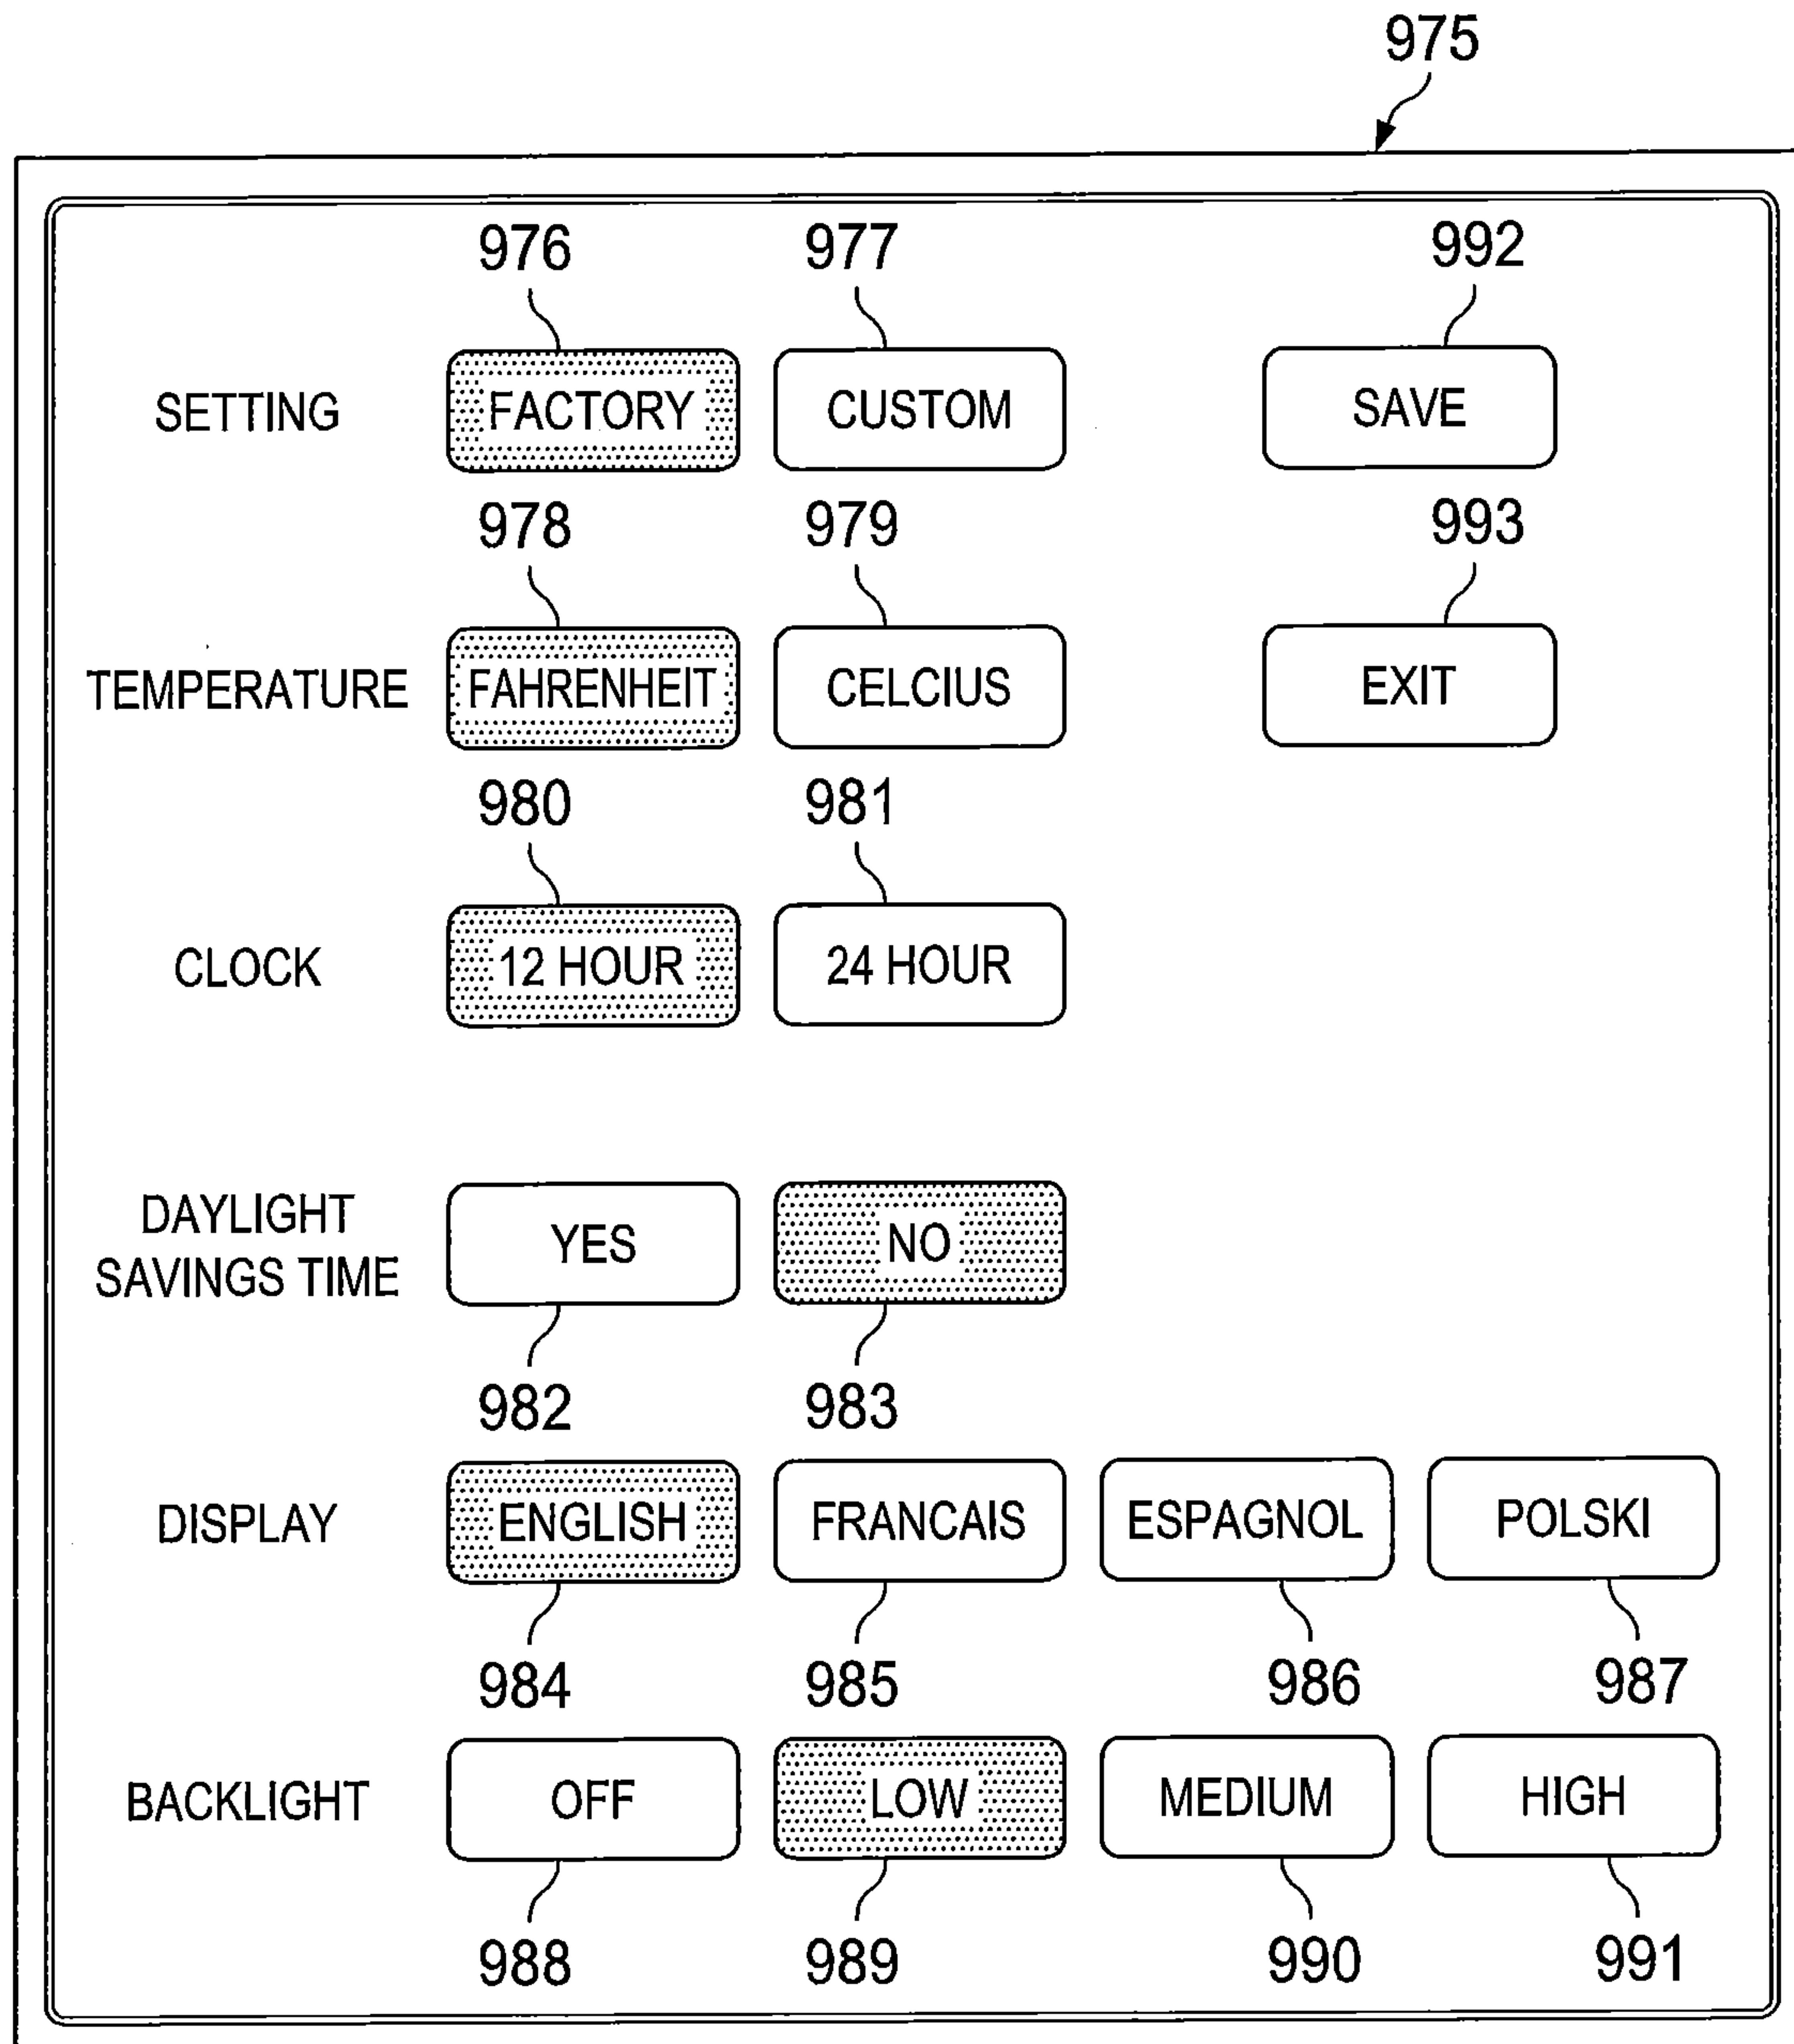 975
976 977 992
SETTING FACTORY CUSTOM SAVE
978 979 993
TEMPERATURE FAHRENHEIT CELCIUS EXIT
980 981
CLOCK 12 HOUR 24 HOUR
DAYLIGHT
SAVINGS TIME YES NO
982 983
DISPLAY ENGLISH FRANCAIS ESPAGNOL POLSKI
984 985 986 987
BACKLIGHT OFF LOW MEDIUM HIGH
988 989 990 991